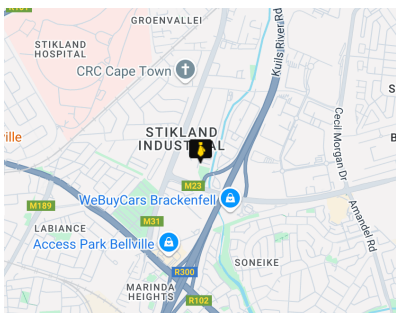 GROENVALLEI
STIKLAND
HOSPITAL
CRC Cape Town
Kuils River Rd
STIKLAND
Cecil Morgan Dr
ville
M23
WeBuyCars Brackenfell
M189
M31
LABIANCE
Amandel Rd
Access Park Bellville
SONEIKE
R300
MARINDA
HEIGHTS
R102